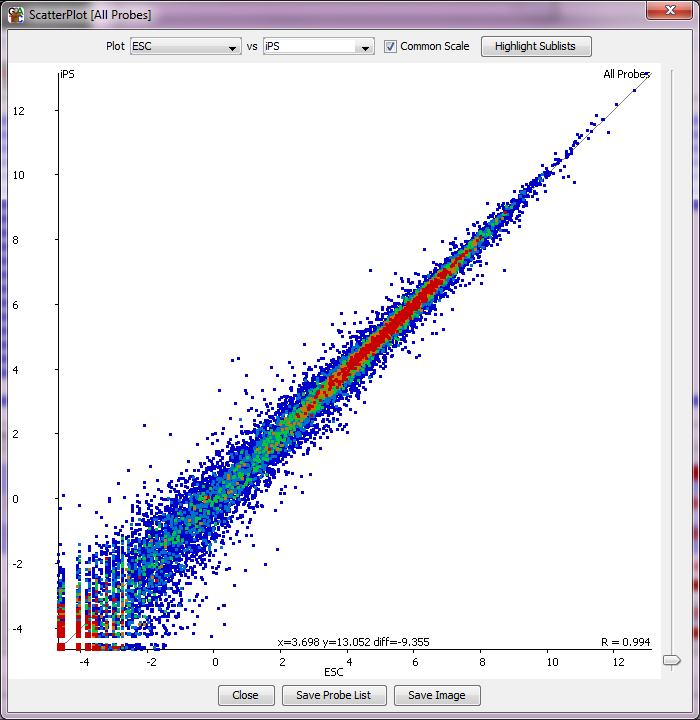 ScatterPlot [All Probes]
Plot ESC vs iPS Common Scale Highlight Sublists
iPS All Probes
12
10
8
6
4
2
0
-2
-4
x=3.698 y=13.052 diff=-9.355 R = 0.994
-4 -2 0 2 4 6 8 10 12
ESC
Close Save Probe List Save Image